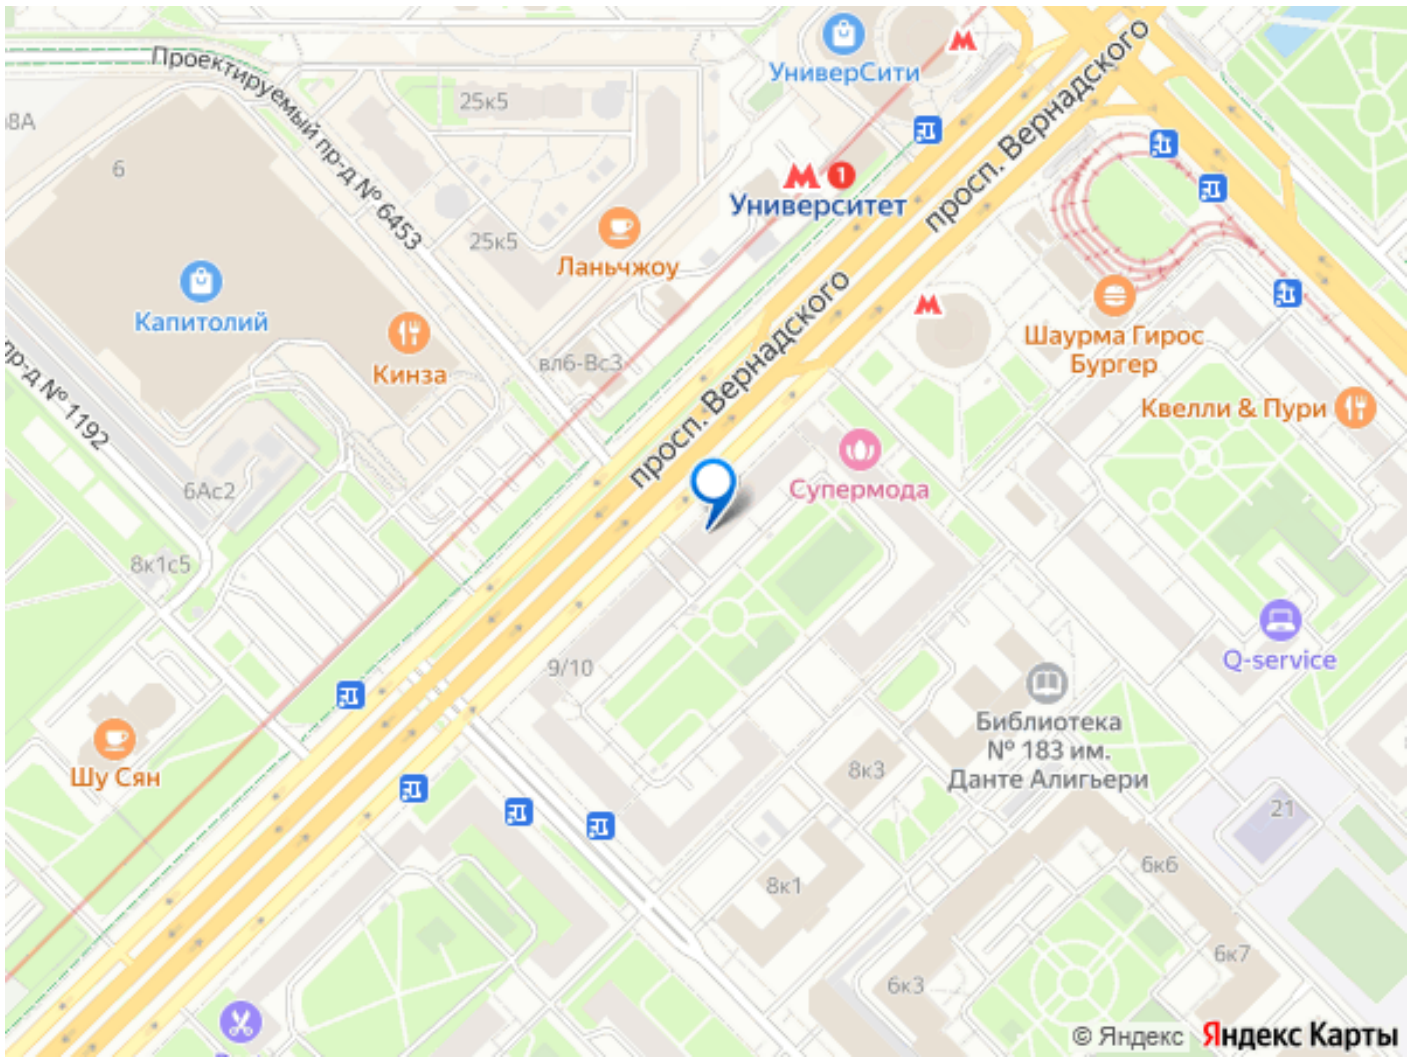 Проектируемый пр-д № 6453
УниверСити
25к5
8А
6
Университет
1
просп. Вернадского
25к5
Ланьчжоу
Капитолий
Кинза
вл6-Вс3
просп. Вернадского
Шаурма Гирос
Бургер
Квелли & Пури
пр-д № 1192
6Ас2
Супермода
8к1с5
9/10
Q-service
Библиотека
№ 183 им.
Данте Алигьери
Шу Сян
8к3
21
8к1
6к6
6к7
6к3
© Яндекс Яндекс Карты